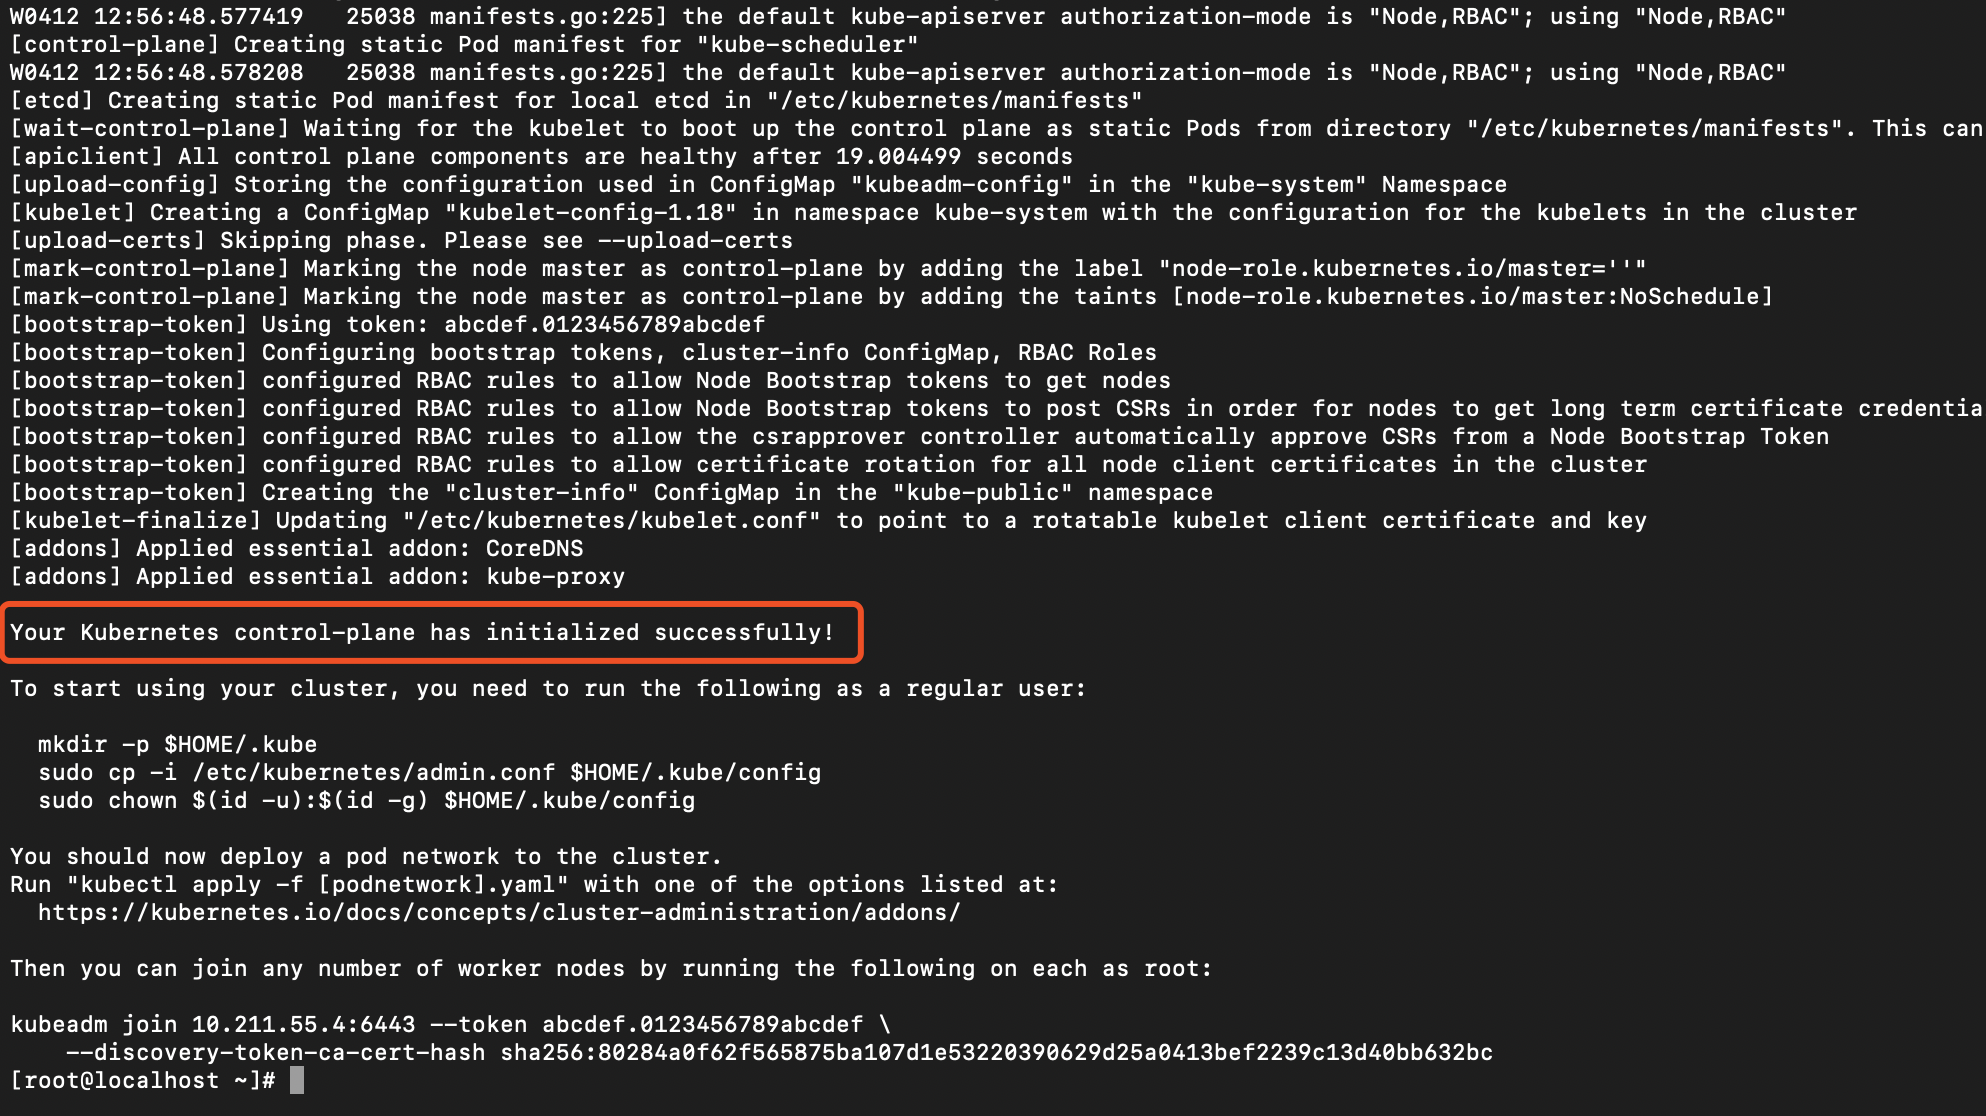 W0412 12:56:48.577419   25038 manifests.go:225] the default kube-apiserver authorization-mode is "Node,RBAC"; using "Node,RBAC"
[control-plane] Creating static Pod manifest for "kube-scheduler"
W0412 12:56:48.578208   25038 manifests.go:225] the default kube-apiserver authorization-mode is "Node,RBAC"; using "Node,RBAC"
[etcd] Creating static Pod manifest for local etcd in "/etc/kubernetes/manifests"
[wait-control-plane] Waiting for the kubelet to boot up the control plane as static Pods from directory "/etc/kubernetes/manifests". This can
[apiclient] All control plane components are healthy after 19.004499 seconds
[upload-config] Storing the configuration used in ConfigMap "kubeadm-config" in the "kube-system" Namespace
[kubelet] Creating a ConfigMap "kubelet-config-1.18" in namespace kube-system with the configuration for the kubelets in the cluster
[upload-certs] Skipping phase. Please see --upload-certs
[mark-control-plane] Marking the node master as control-plane by adding the label "node-role.kubernetes.io/master=''"
[mark-control-plane] Marking the node master as control-plane by adding the taints [node-role.kubernetes.io/master:NoSchedule]
[bootstrap-token] Using token: abcdef.0123456789abcdef
[bootstrap-token] Configuring bootstrap tokens, cluster-info ConfigMap, RBAC Roles
[bootstrap-token] configured RBAC rules to allow Node Bootstrap tokens to get nodes
[bootstrap-token] configured RBAC rules to allow Node Bootstrap tokens to post CSRs in order for nodes to get long term certificate credentia
[bootstrap-token] configured RBAC rules to allow the csrapprover controller automatically approve CSRs from a Node Bootstrap Token
[bootstrap-token] configured RBAC rules to allow certificate rotation for all node client certificates in the cluster
[bootstrap-token] Creating the "cluster-info" ConfigMap in the "kube-public" namespace
[kubelet-finalize] Updating "/etc/kubernetes/kubelet.conf" to point to a rotatable kubelet client certificate and key
[addons] Applied essential addon: CoreDNS
[addons] Applied essential addon: kube-proxy
Your Kubernetes control-plane has initialized successfully!
To start using your cluster, you need to run the following as a regular user:
  mkdir -p $HOME/.kube
  sudo cp -i /etc/kubernetes/admin.conf $HOME/.kube/config
  sudo chown $(id -u):$(id -g) $HOME/.kube/config
You should now deploy a pod network to the cluster.
Run "kubectl apply -f [podnetwork].yaml" with one of the options listed at:
  https://kubernetes.io/docs/concepts/cluster-administration/addons/
Then you can join any number of worker nodes by running the following on each as root:
kubeadm join 10.211.55.4:6443 --token abcdef.0123456789abcdef \
    --discovery-token-ca-cert-hash sha256:80284a0f62f565875ba107d1e53220390629d25a0413bef2239c13d40bb632bc
[root@localhost ~]#